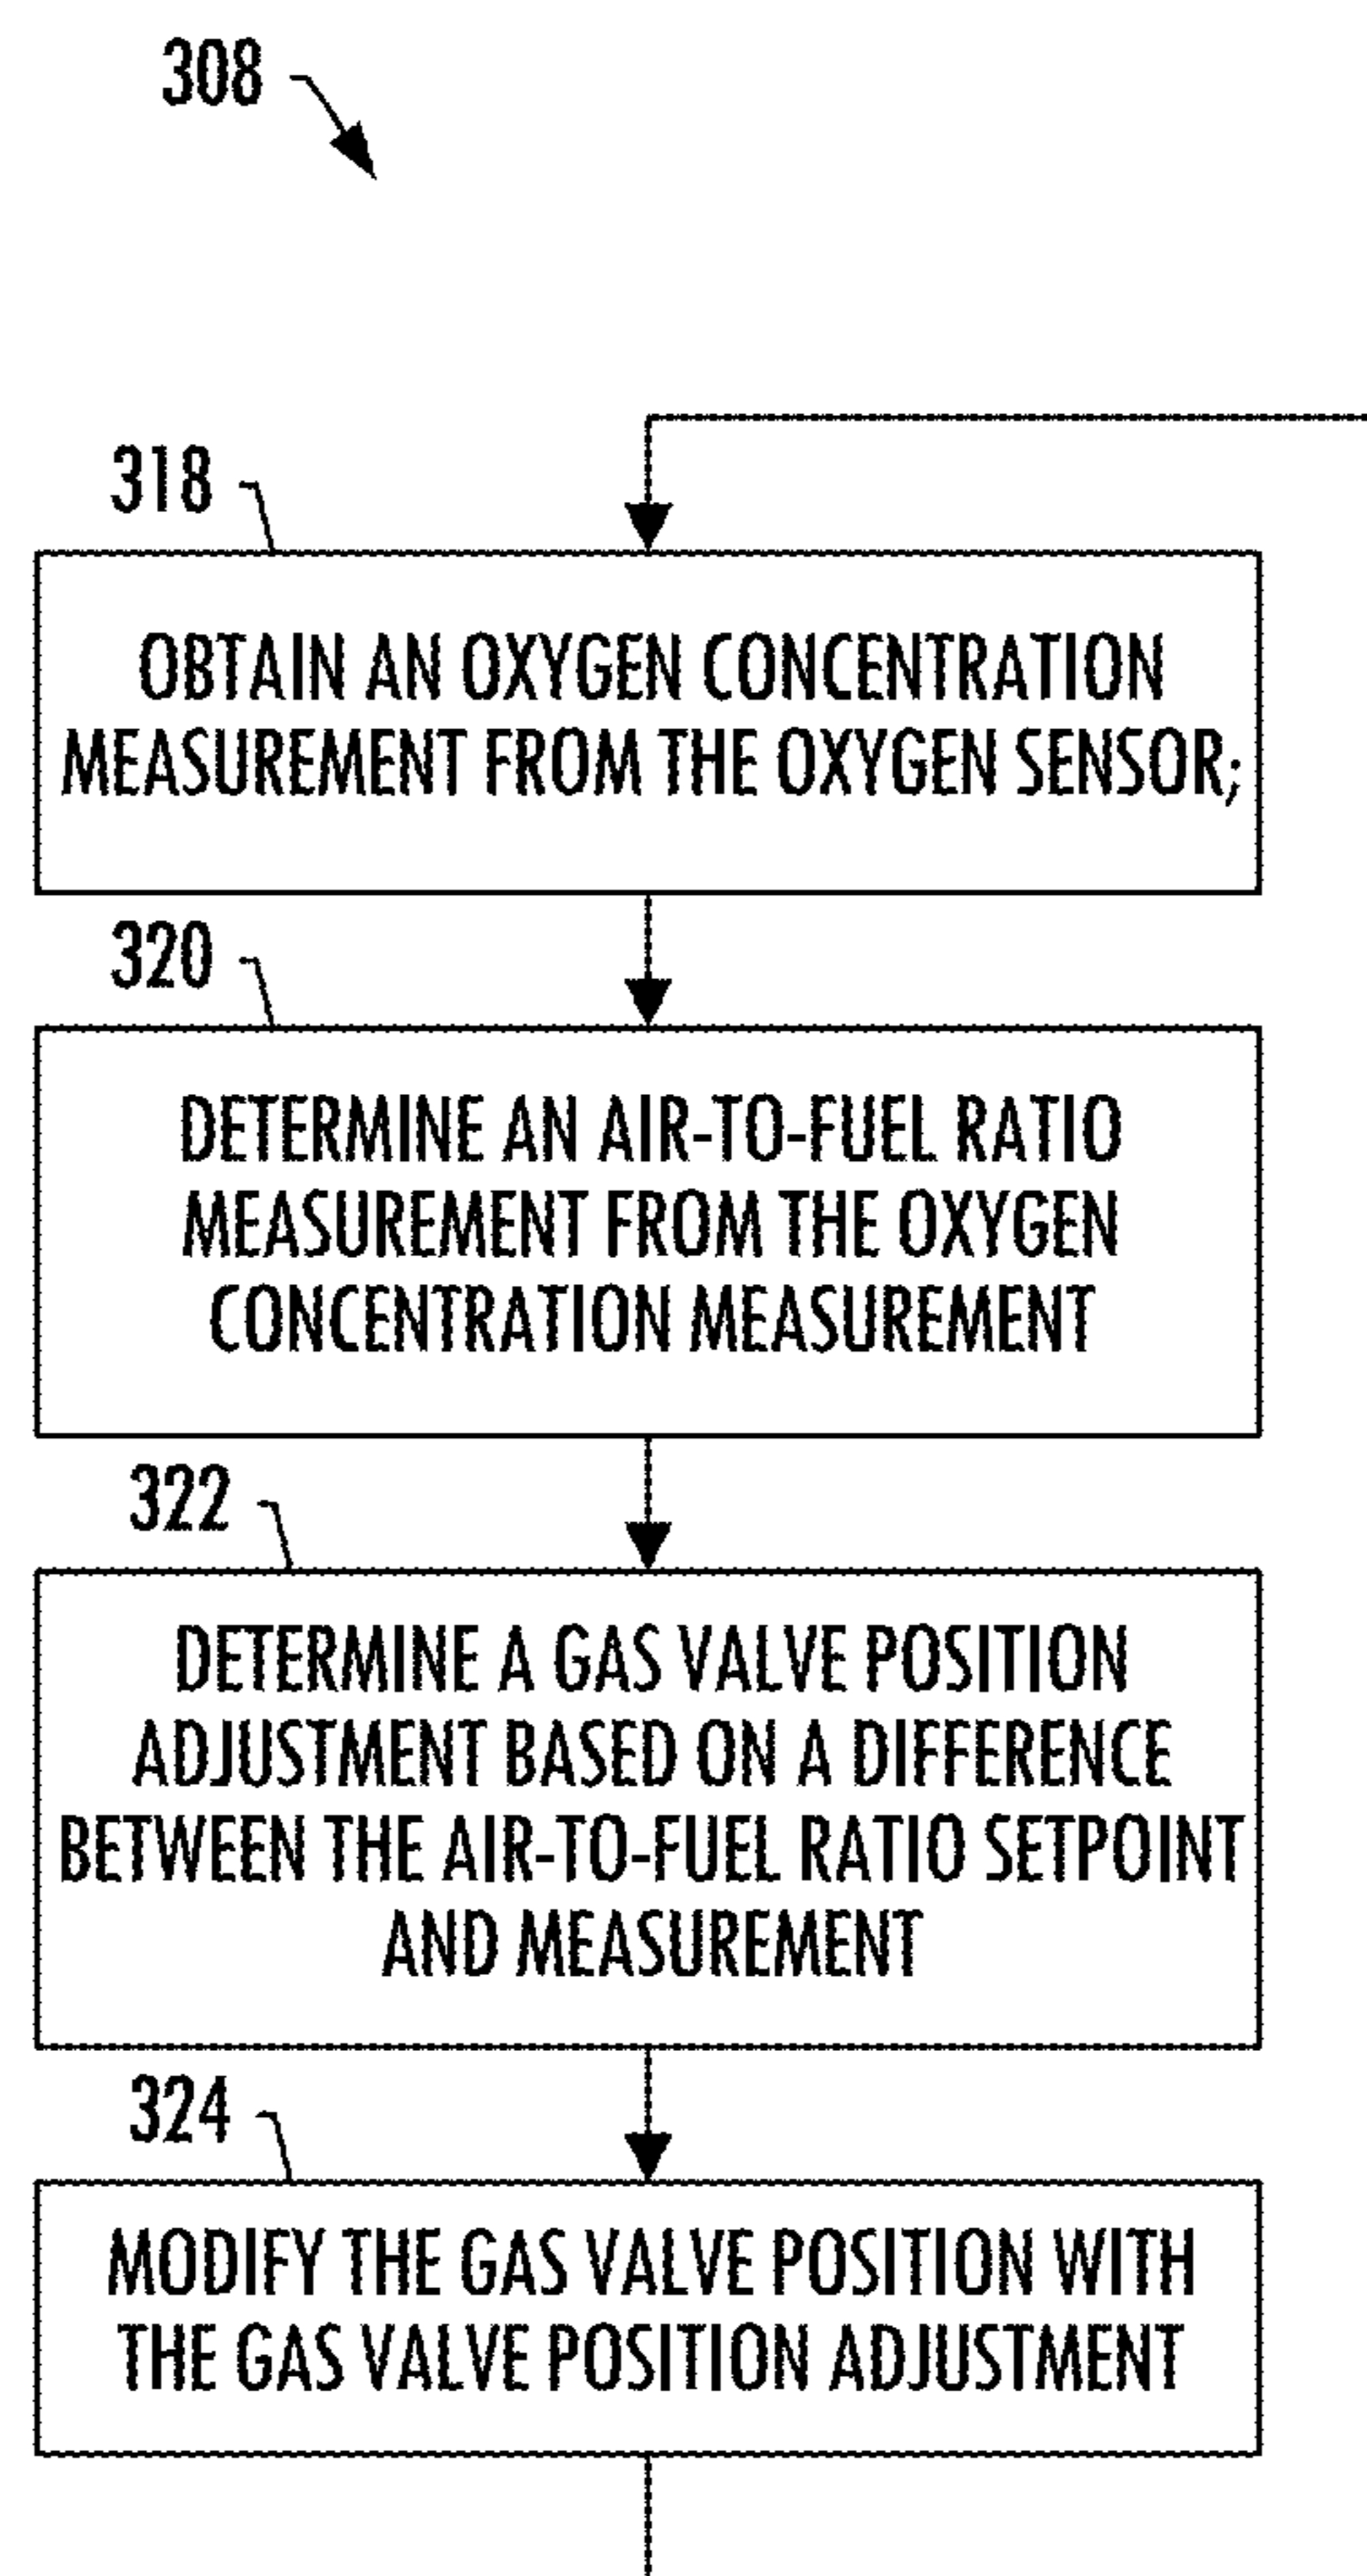 308
318
OBTAIN AN OXYGEN CONCENTRATION
MEASUREMENT FROM THE OXYGEN SENSOR;
320
DETERMINE AN AIR-TO-FUEL RATIO
MEASUREMENT FROM THE OXYGEN
CONCENTRATION MEASUREMENT
322
DETERMINE A GAS VALVE POSITION
ADJUSTMENT BASED ON A DIFFERENCE
BETWEEN THE AIR-TO-FUEL RATIO SETPOINT
AND MEASUREMENT
324
MODIFY THE GAS VALVE POSITION WITH
THE GAS VALVE POSITION ADJUSTMENT